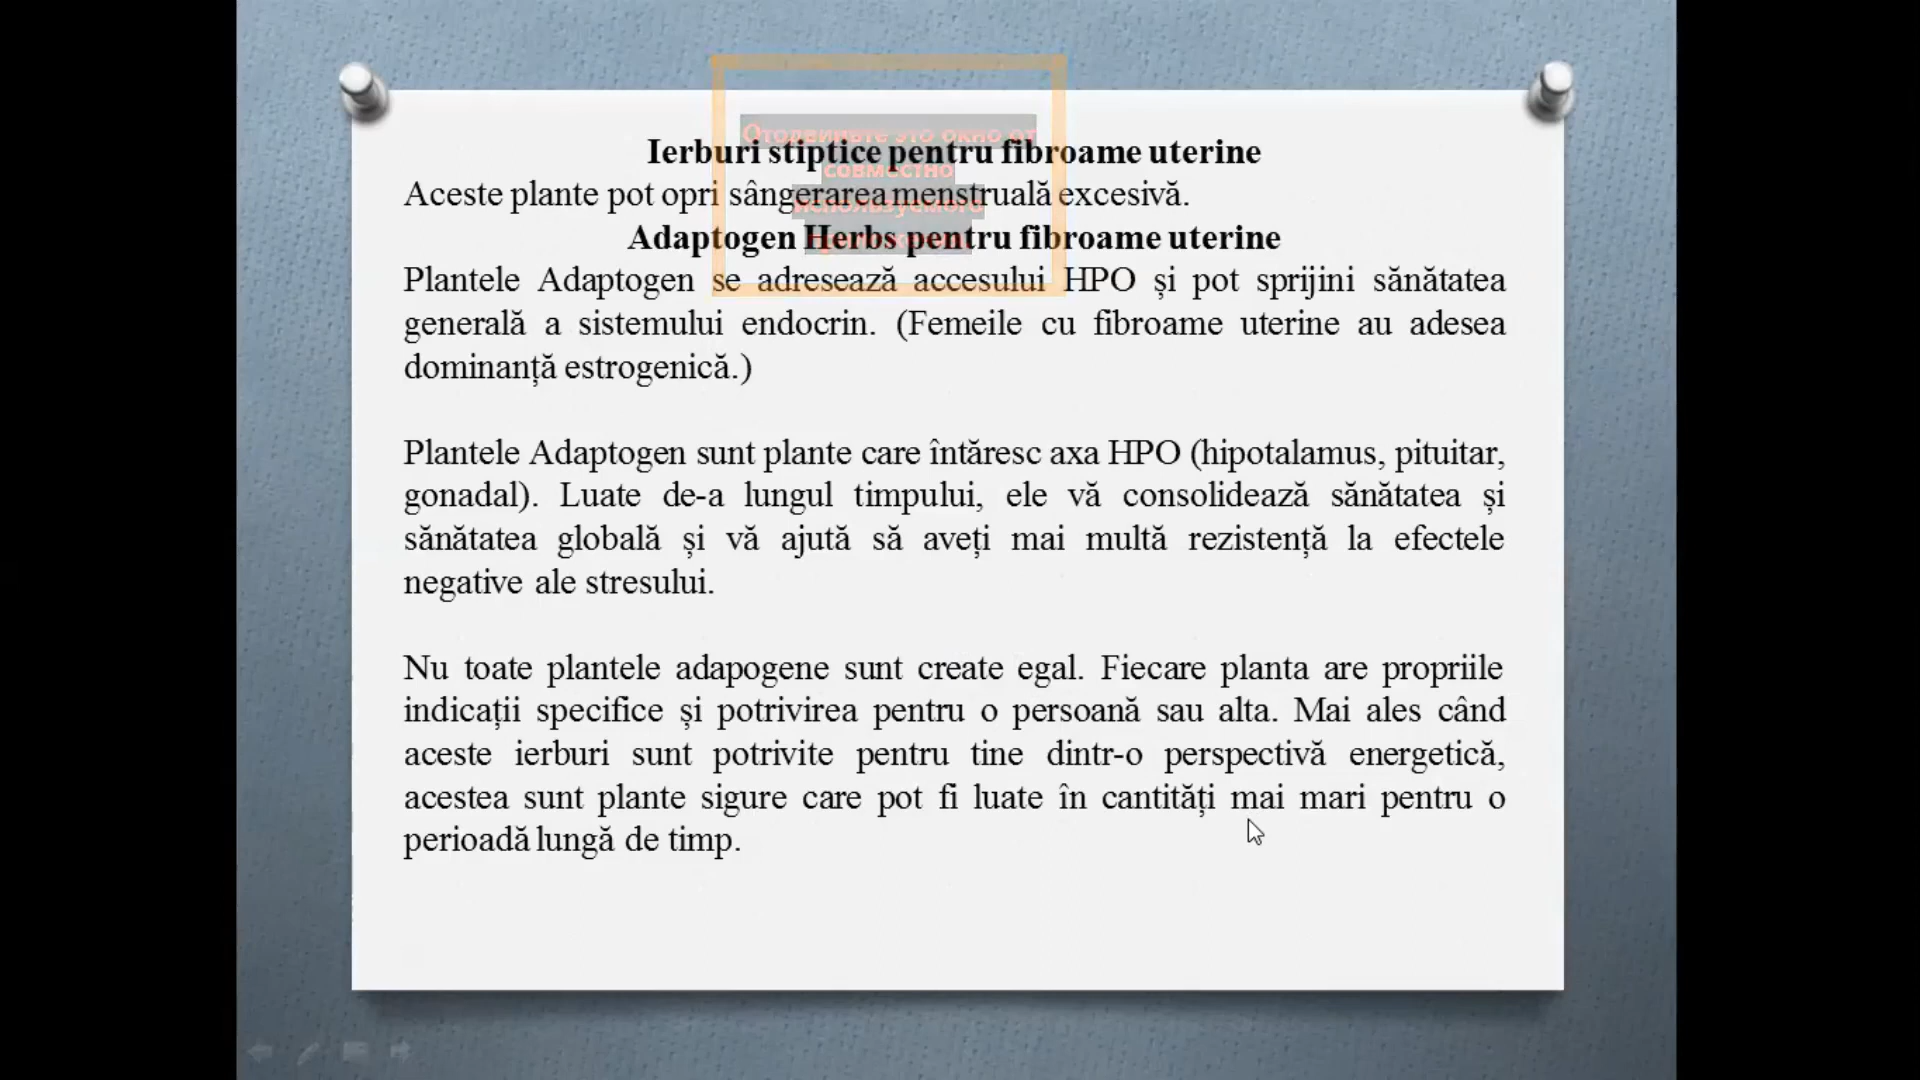 Ierburi stiptice pentru fibroame uterine
Aceste plante pot opri sângerarea menstruală excesivă.
Adaptogen Herbs pentru fibroame uterine
Plantele Adaptogen se adresează accesului HPO și pot sprijini sănătatea
generală a sistemului endocrin. (Femeile cu fibroame uterine au adesea
dominanță estrogenică.)
Plantele Adaptogen sunt plante care întăresc axa HPO (hipotalamus, pituitar,
gonadal). Luate de-a lungul timpului, ele vă consolidează sănătatea și
sănătatea globală și vă ajută să aveți mai multă rezistență la efectele
negative ale stresului.
Nu toate plantele adapogene sunt create egal. Fiecare planta are propriile
indicații specifice și potrivirea pentru o persoană sau alta. Mai ales când
aceste ierburi sunt potrivite pentru tine dintr-o perspectivă energetică,
acestea sunt plante sigure care pot fi luate în cantități mai mari pentru o
perioadă lungă de timp.
это окно от
совместно
используемого